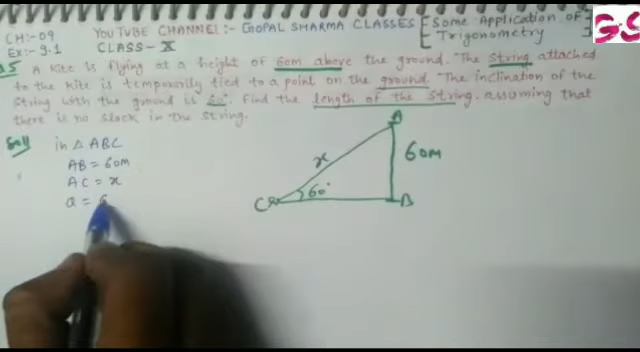 CH:-09 YOUTUBE CHANNEL:- GOPAL SHARMA CLASSES [Some Application of
Ex:-9.1 CLASS-X Trigonometry]
GS
Q5 A kite is flying at a height of 60m above the ground. The string attached
to the kite is temporarily tied to a point on the ground. The inclination of the
string with the ground is 60°. Find the length of the string. assuming that
there is no slack in the string.
Soln in △ ABC
AB = 60m
AC = x
a = 6
A
x
60m
60°
C
B